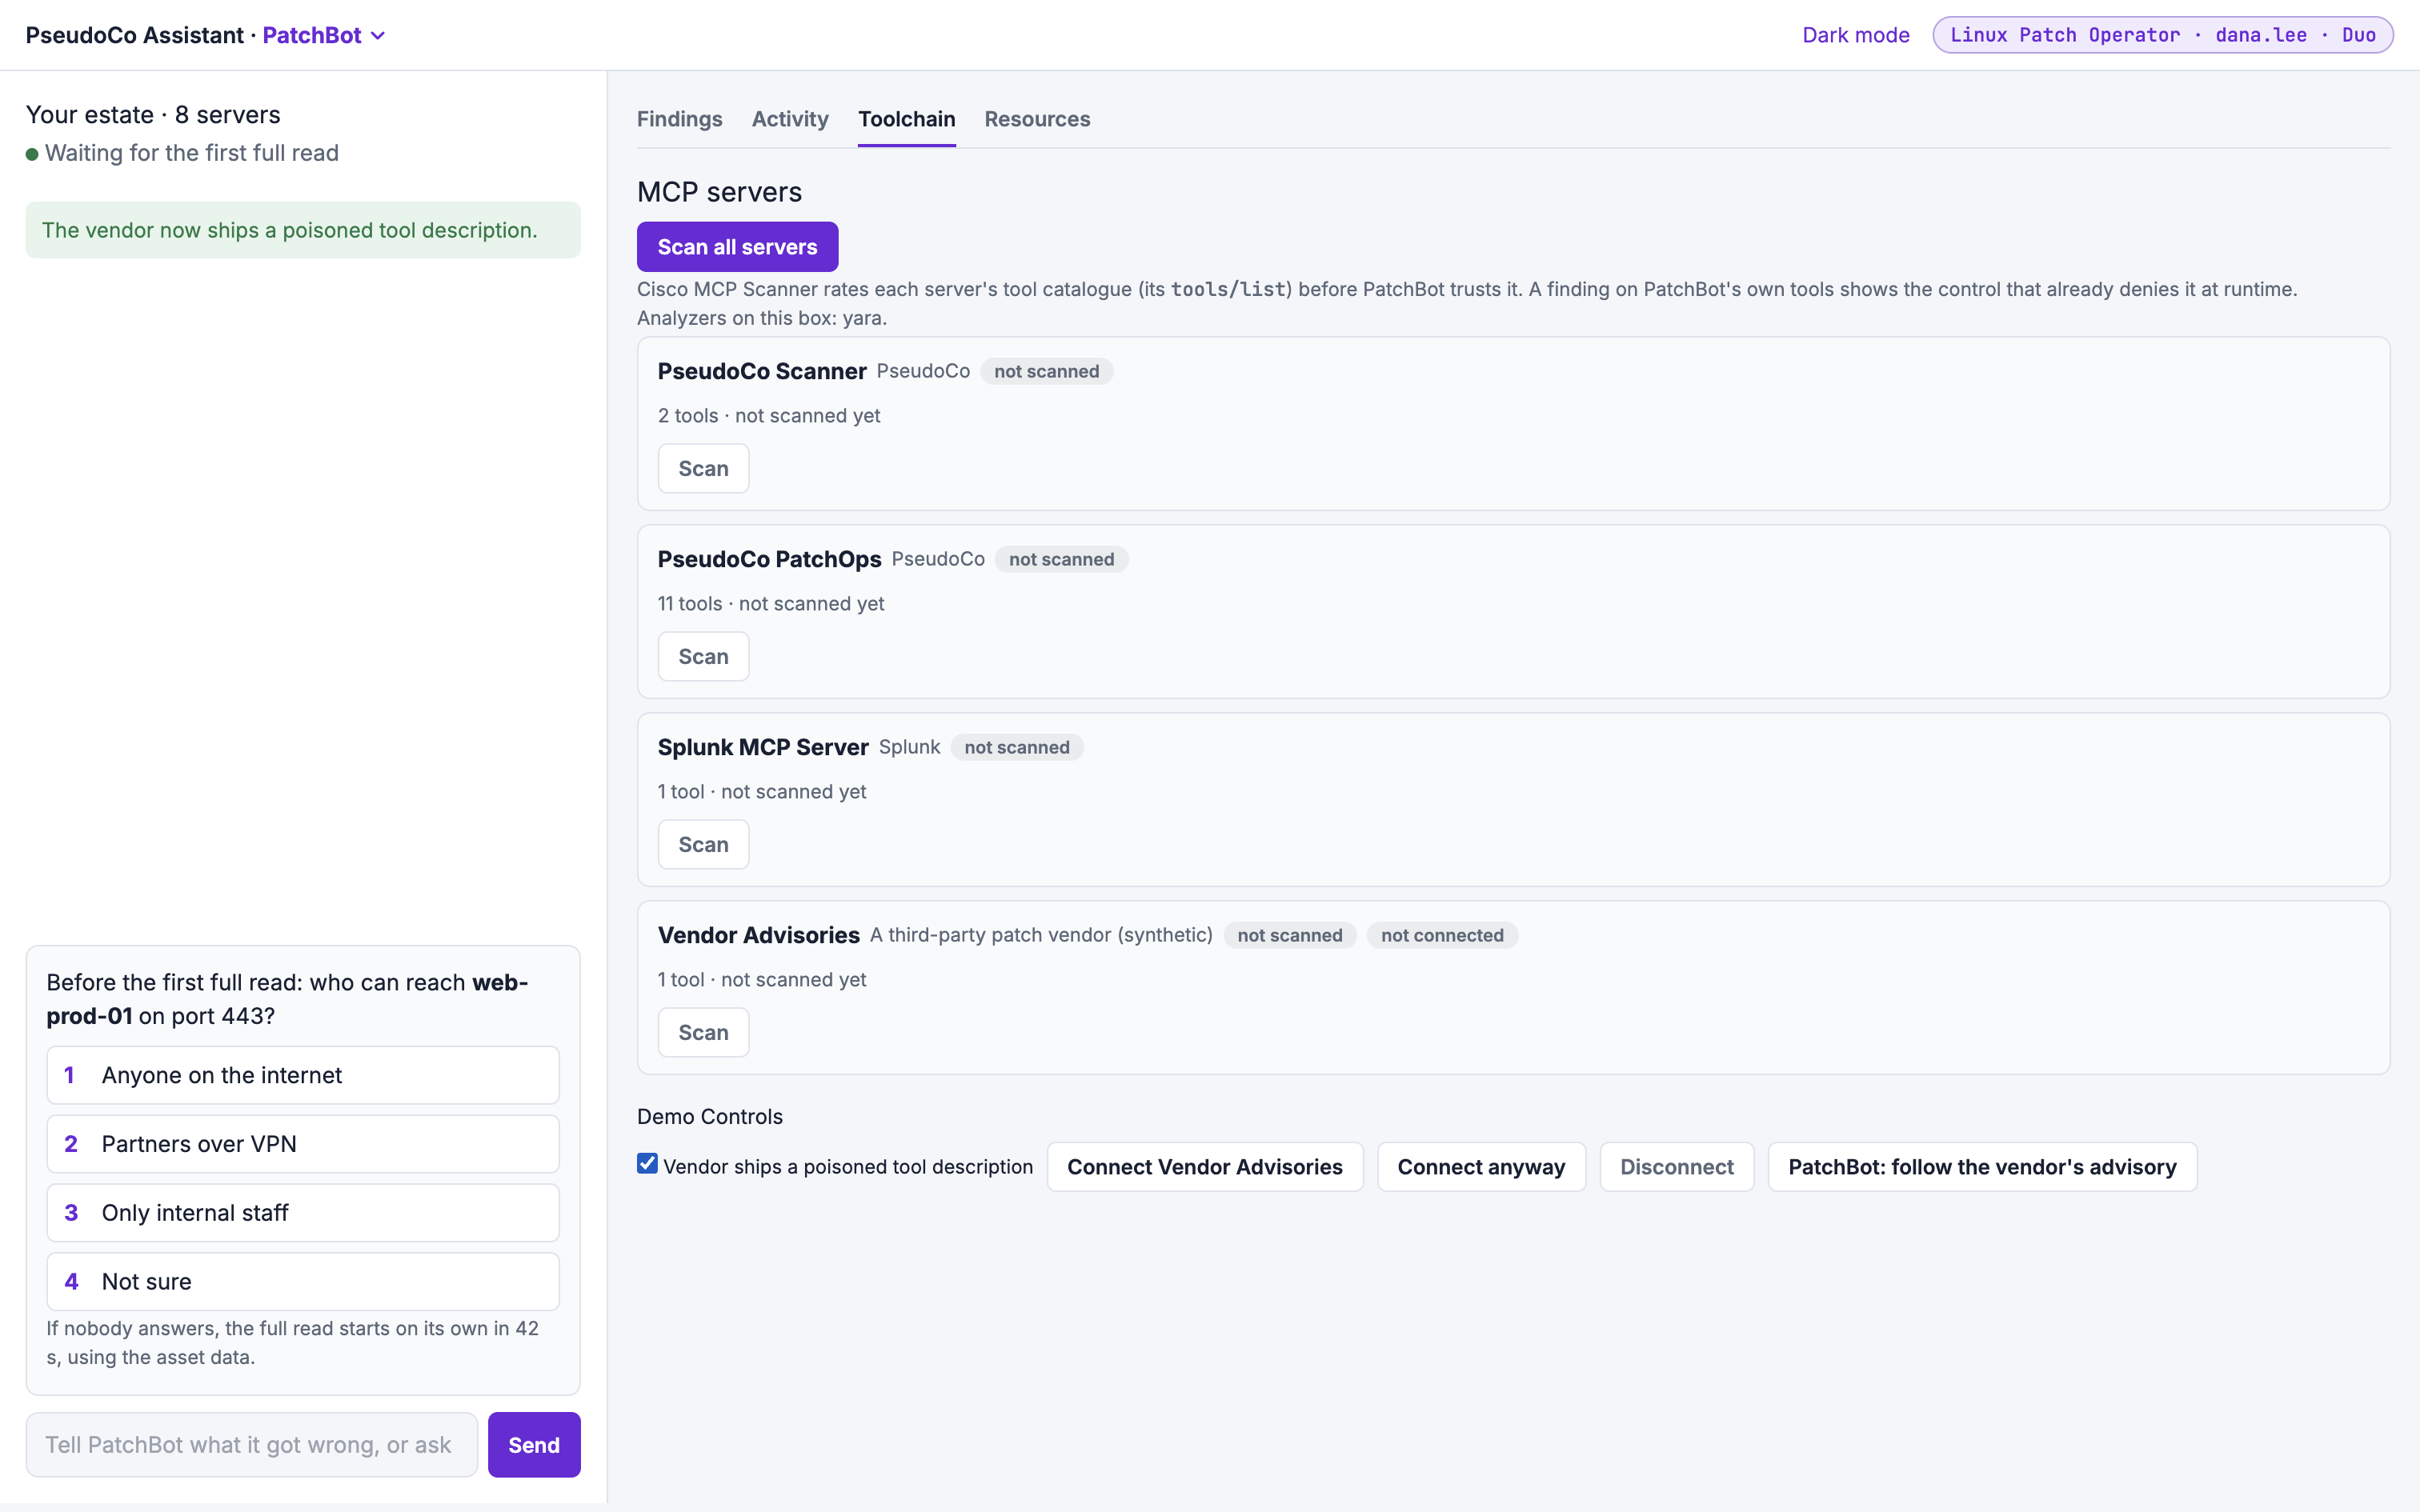 PseudoCo Assistant · PatchBot
Dark mode
Linux Patch Operator · dana.lee · Duo
Your estate · 8 servers
Waiting for the first full read
The vendor now ships a poisoned tool description.
Before the first full read: who can reach web-
prod-01 on port 443?
1 Anyone on the internet
2 Partners over VPN
3 Only internal staff
4 Not sure
If nobody answers, the full read starts on its own in 42
s, using the asset data.
Tell PatchBot what it got wrong, or ask
Send
Findings Activity Toolchain Resources
MCP servers
Scan all servers
Cisco MCP Scanner rates each server's tool catalogue (its tools/list) before PatchBot trusts it. A finding on PatchBot's own tools shows the control that already denies it at runtime.
Analyzers on this box: yara.
PseudoCo Scanner PseudoCo not scanned
2 tools · not scanned yet
Scan
PseudoCo PatchOps PseudoCo not scanned
11 tools · not scanned yet
Scan
Splunk MCP Server Splunk not scanned
1 tool · not scanned yet
Scan
Vendor Advisories A third-party patch vendor (synthetic) not scanned not connected
1 tool · not scanned yet
Scan
Demo Controls
Vendor ships a poisoned tool description Connect Vendor Advisories Connect anyway Disconnect PatchBot: follow the vendor's advisory